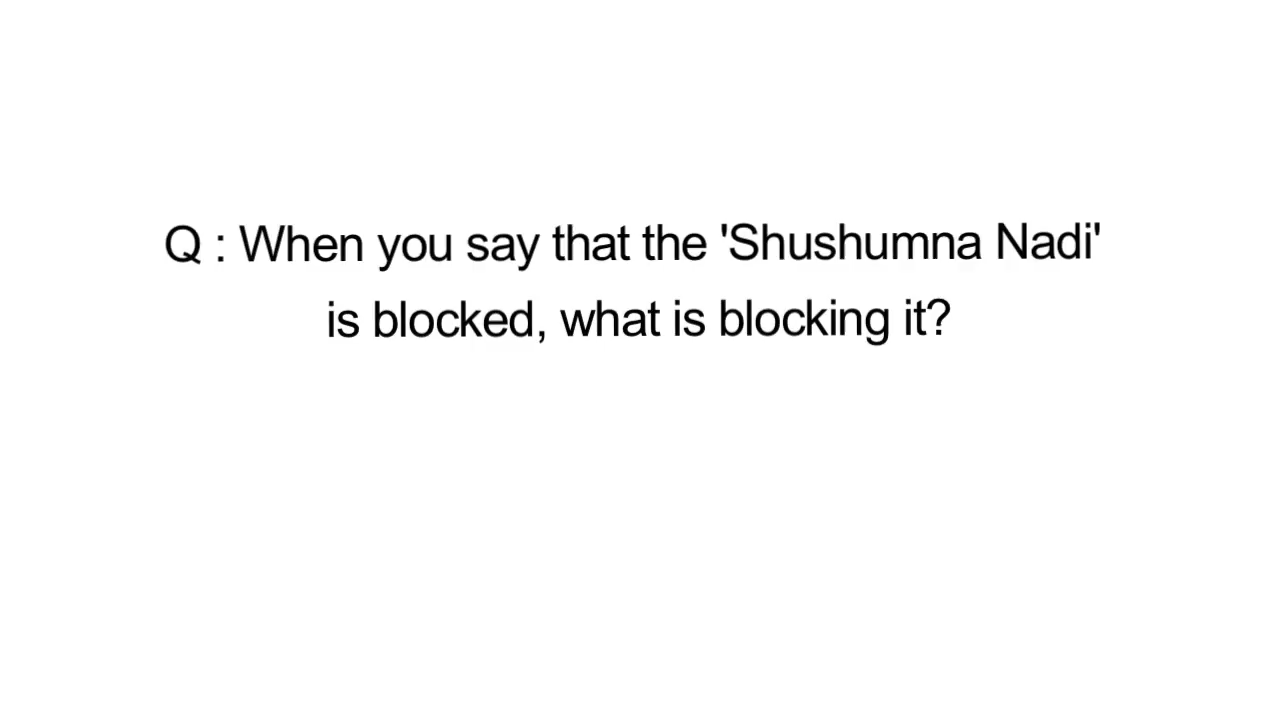 Q : When you say that the 'Shushumna Nadi'
is blocked, what is blocking it?